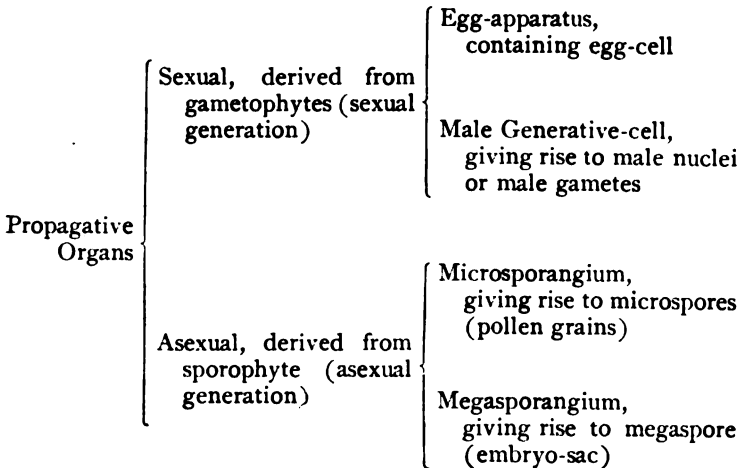 Egg-apparatus,
containing egg-cell
Sexual, derived from
gametophytes (sexual
generation)
Male Generative-cell,
giving rise to male nuclei
or male gametes
Propagative
Organs
Microsporangium,
giving rise to microspores
(pollen grains)
Asexual, derived from
sporophyte (asexual
generation)
Megasporangium,
giving rise to megaspore
(embryo-sac)